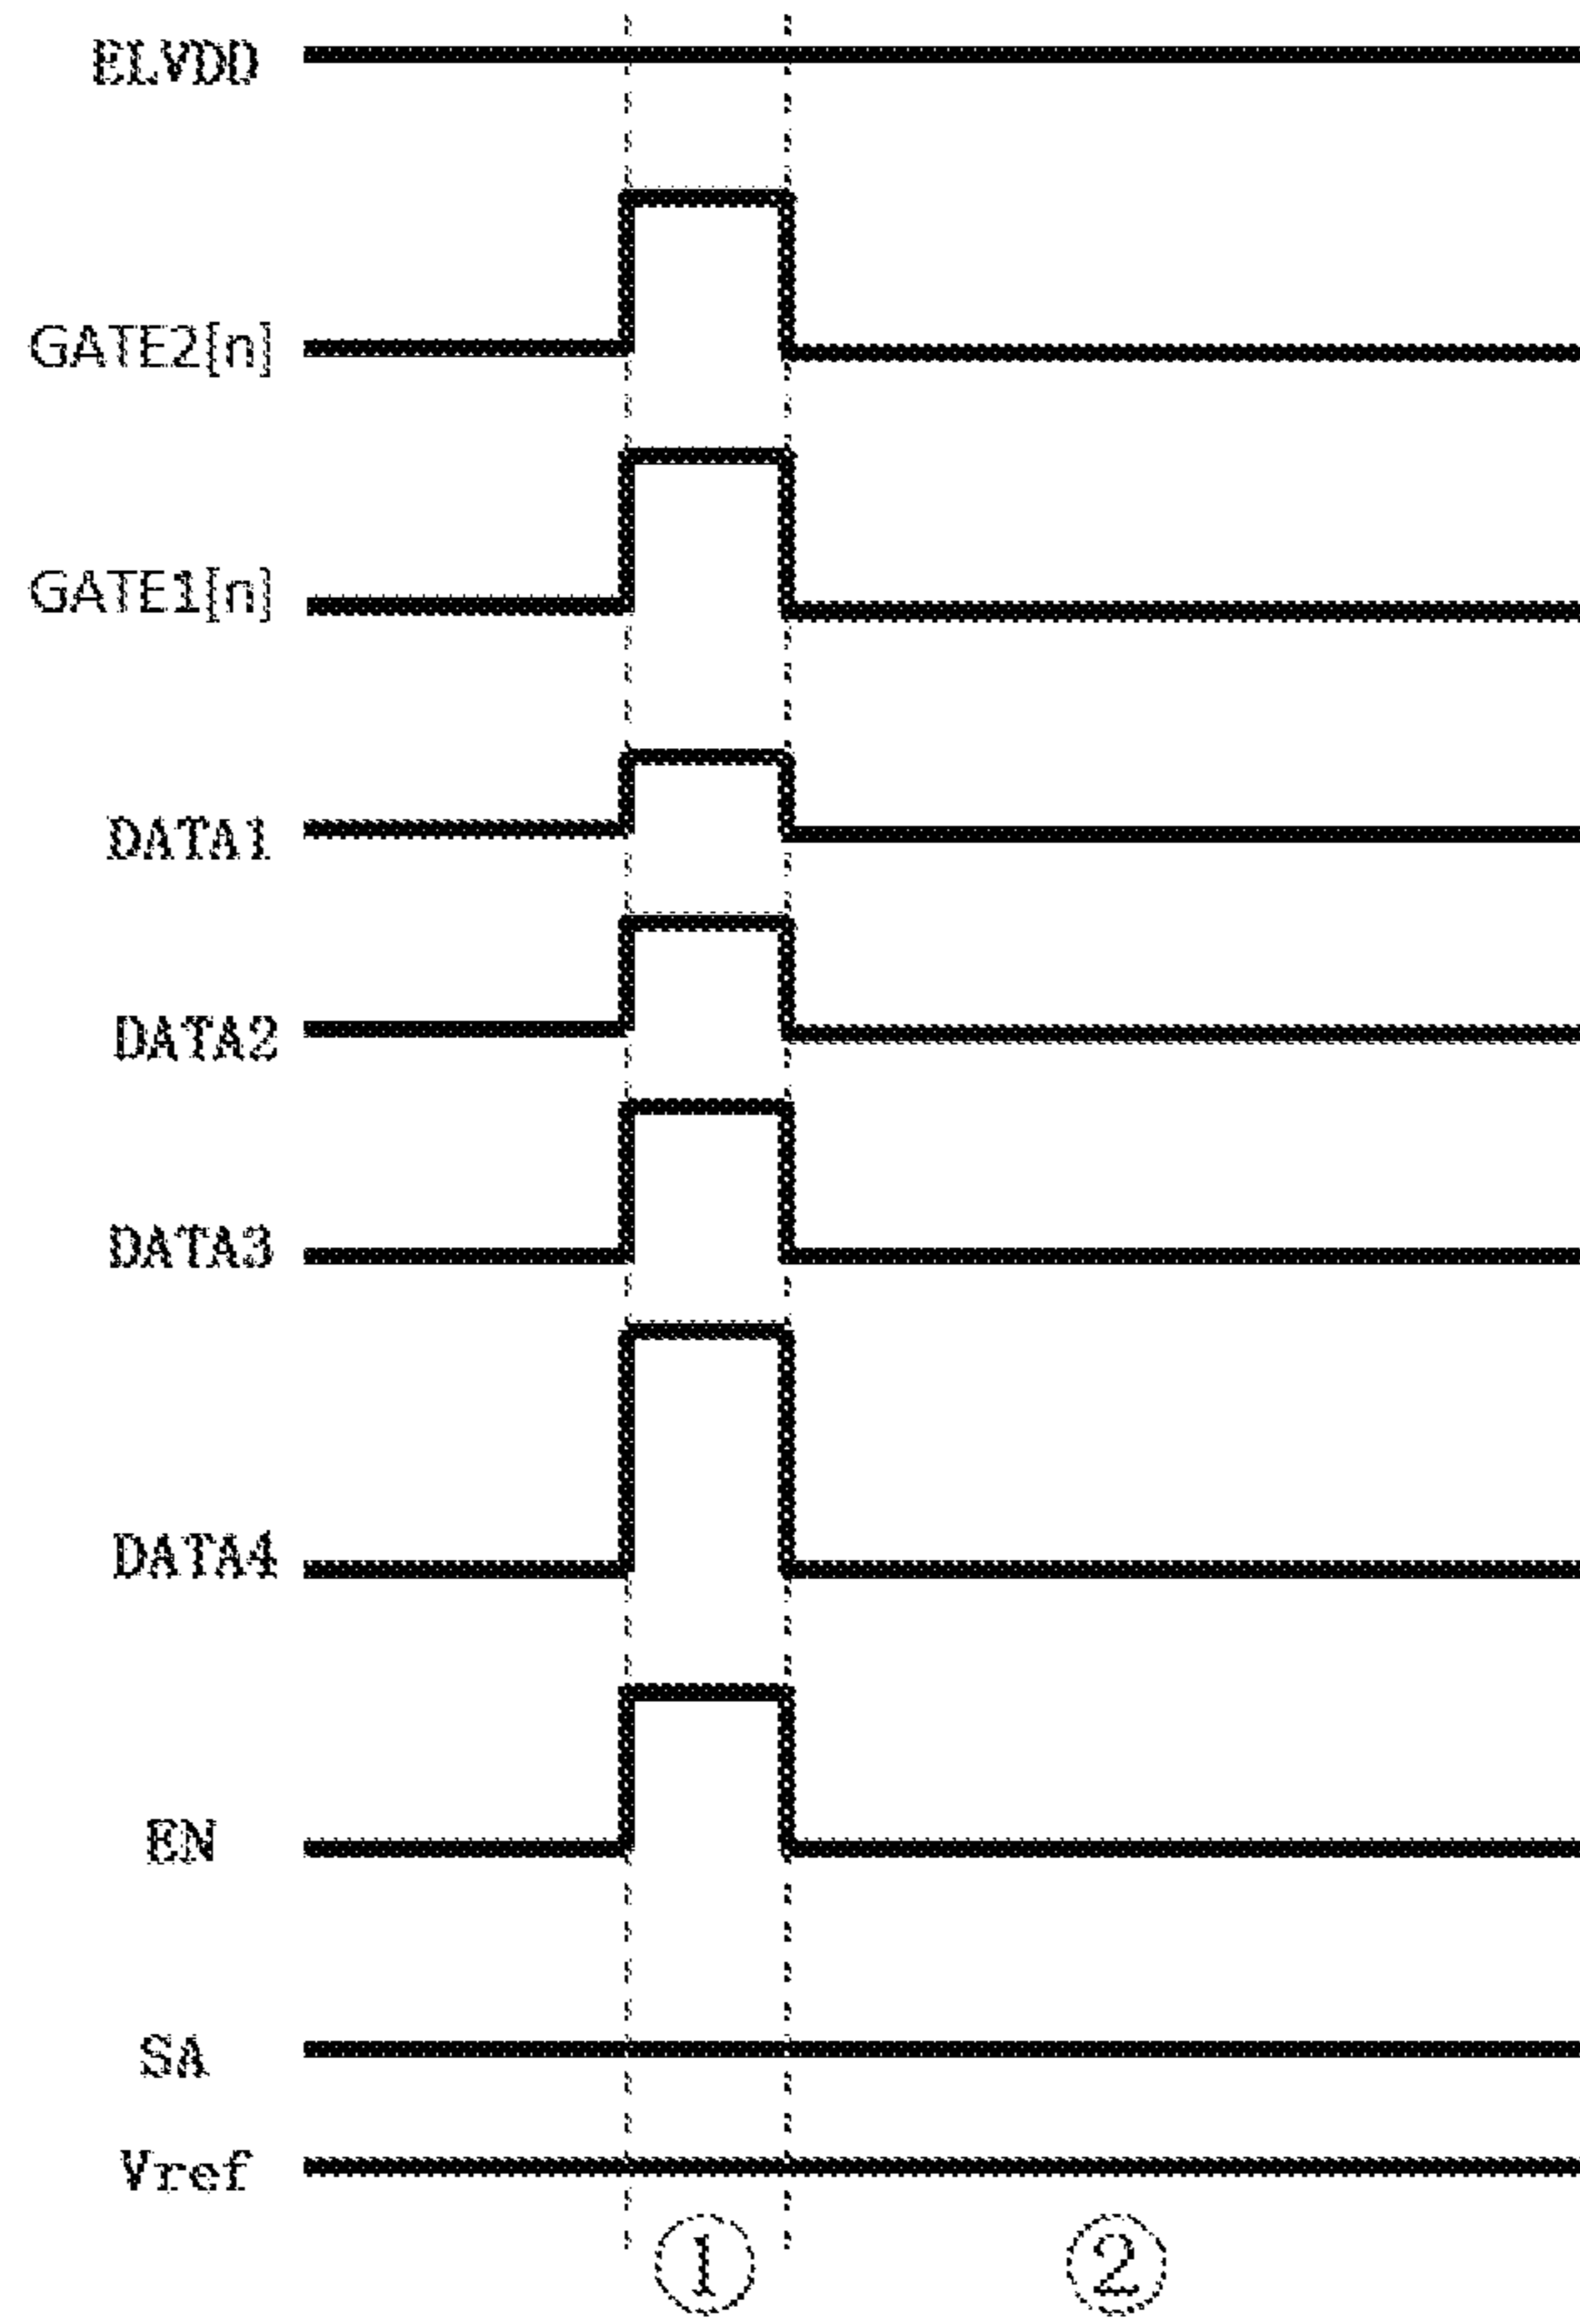 ELVDD
GATE2[n]
GATE1[n]
DATA1
DATA2
DATA3
DATA4
EN
SA
Vref
① ②